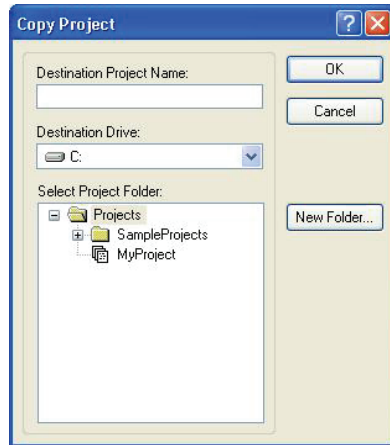 Copy Project
Destination Project Name:
OK
Cancel
Destination Drive:
C:
Select Project Folder:
New Folder...
Projects
SampleProjects
MyProject